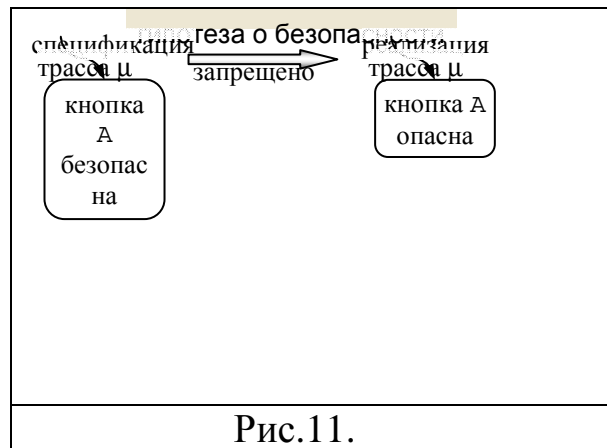 гипотеза о безопасности
спецификация реализация
трасса μ запрещено трасса μ
кнопка
A
безопас
на
кнопка A
опасна
Рис.11.